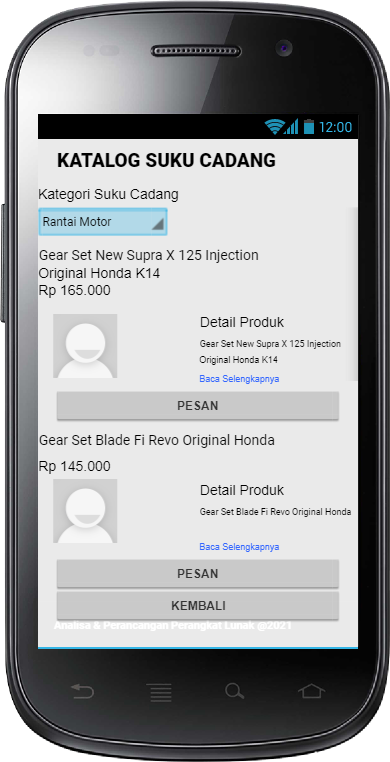 12:00
KATALOG SUKU CADANG
Kategori Suku Cadang
Rantai Motor
Gear Set New Supra X 125 Injection
Original Honda K14
Rp 165.000
Detail Produk
Gear Set New Supra X 125 Injection
Original Honda K14
Baca Selengkapnya
PESAN
Gear Set Blade Fi Revo Original Honda
Rp 145.000
Detail Produk
Gear Set Blade Fi Revo Original Honda
Baca Selengkapnya
PESAN
KEMBALI
Analisa & Perancangan Perangkat Lunak @2021